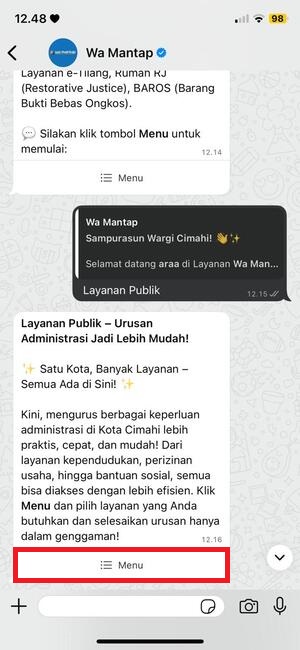 12.48
98
Wa Mantap
Layanan e-Tilang, Rumah RJ
(Restorative Justice), BAROS (Barang
Bukti Bebas Ongkos).
💬 Silakan klik tombol Menu untuk
memulai:
12.14
Menu
Wa Mantap
Sampurasun Wargi Cimahi! 👋✨
Selamat datang araa di Layanan Wa Man...
Layanan Publik
12.15
Layanan Publik – Urusan
Administrasi Jadi Lebih Mudah!
✨ Satu Kota, Banyak Layanan –
Semua Ada di Sini! ✨
Kini, mengurus berbagai keperluan
administrasi di Kota Cimahi lebih
praktis, cepat, dan mudah! Dari
layanan kependudukan, perizinan
usaha, hingga bantuan sosial, semua
bisa diakses dengan lebih efisien. Klik
Menu dan pilih layanan yang Anda
butuhkan dan selesaikan urusan hanya
dalam genggaman!
12.16
Menu